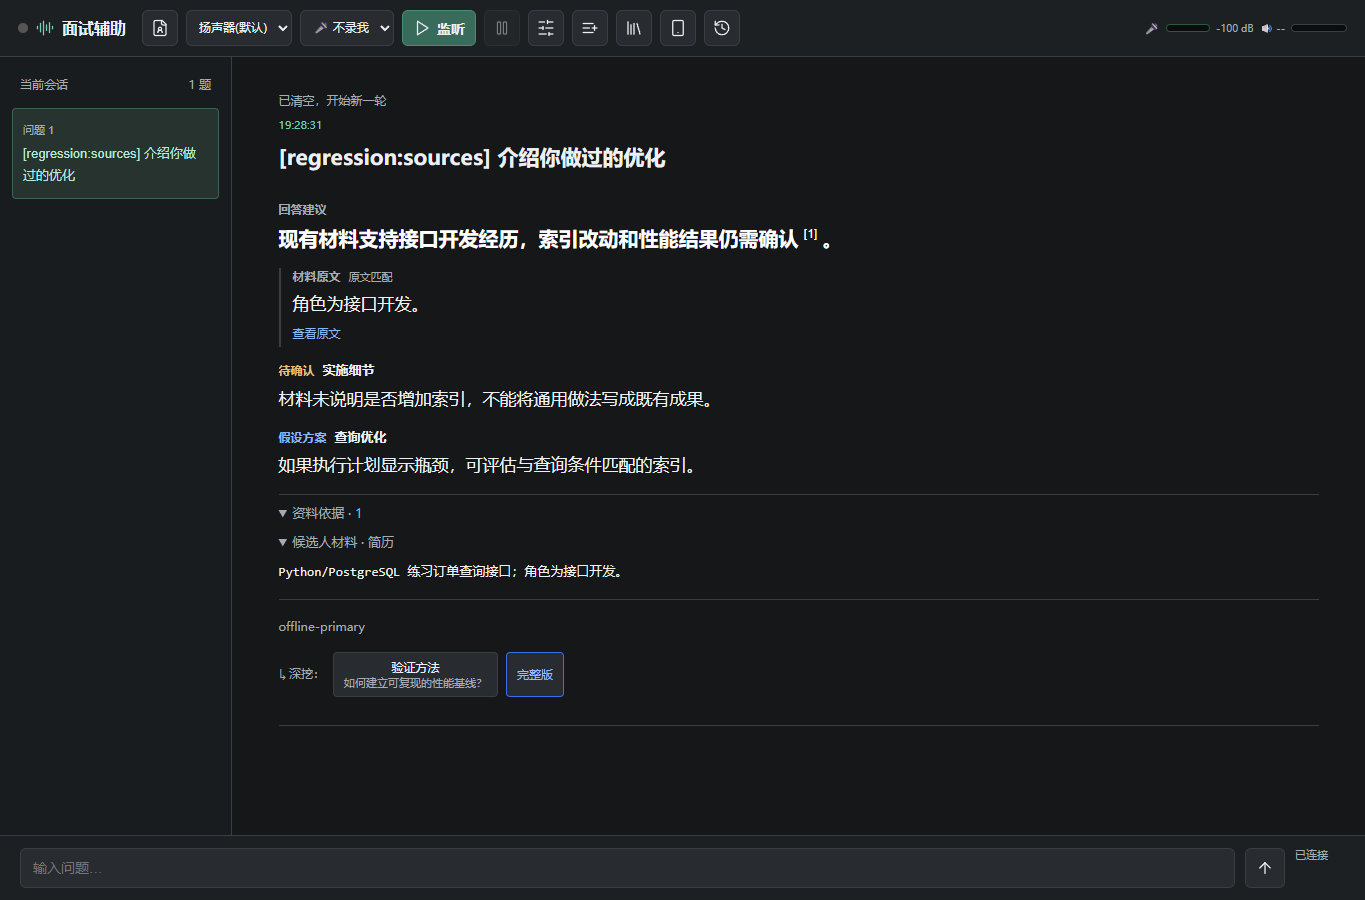 面试辅助
扬声器(默认)
不录我
监听
-100 dB
--
当前会话
1 题
问题 1
[regression:sources] 介绍你做
过的优化
已清空，开始新一轮
19:28:31
[regression:sources] 介绍你做过的优化
回答建议
现有材料支持接口开发经历，索引改动和性能结果仍需确认 [1] 。
材料原文 原文匹配
角色为接口开发。
查看原文
待确认 实施细节
材料未说明是否增加索引，不能将通用做法写成既有成果。
假设方案 查询优化
如果执行计划显示瓶颈，可评估与查询条件匹配的索引。
▼ 资料依据 · 1
▼ 候选人材料 · 简历
Python/PostgreSQL 练习订单查询接口；角色为接口开发。
offline-primary
↳ 深挖：
验证方法
如何建立可复现的性能基线？
完整版
输入问题...
已连接